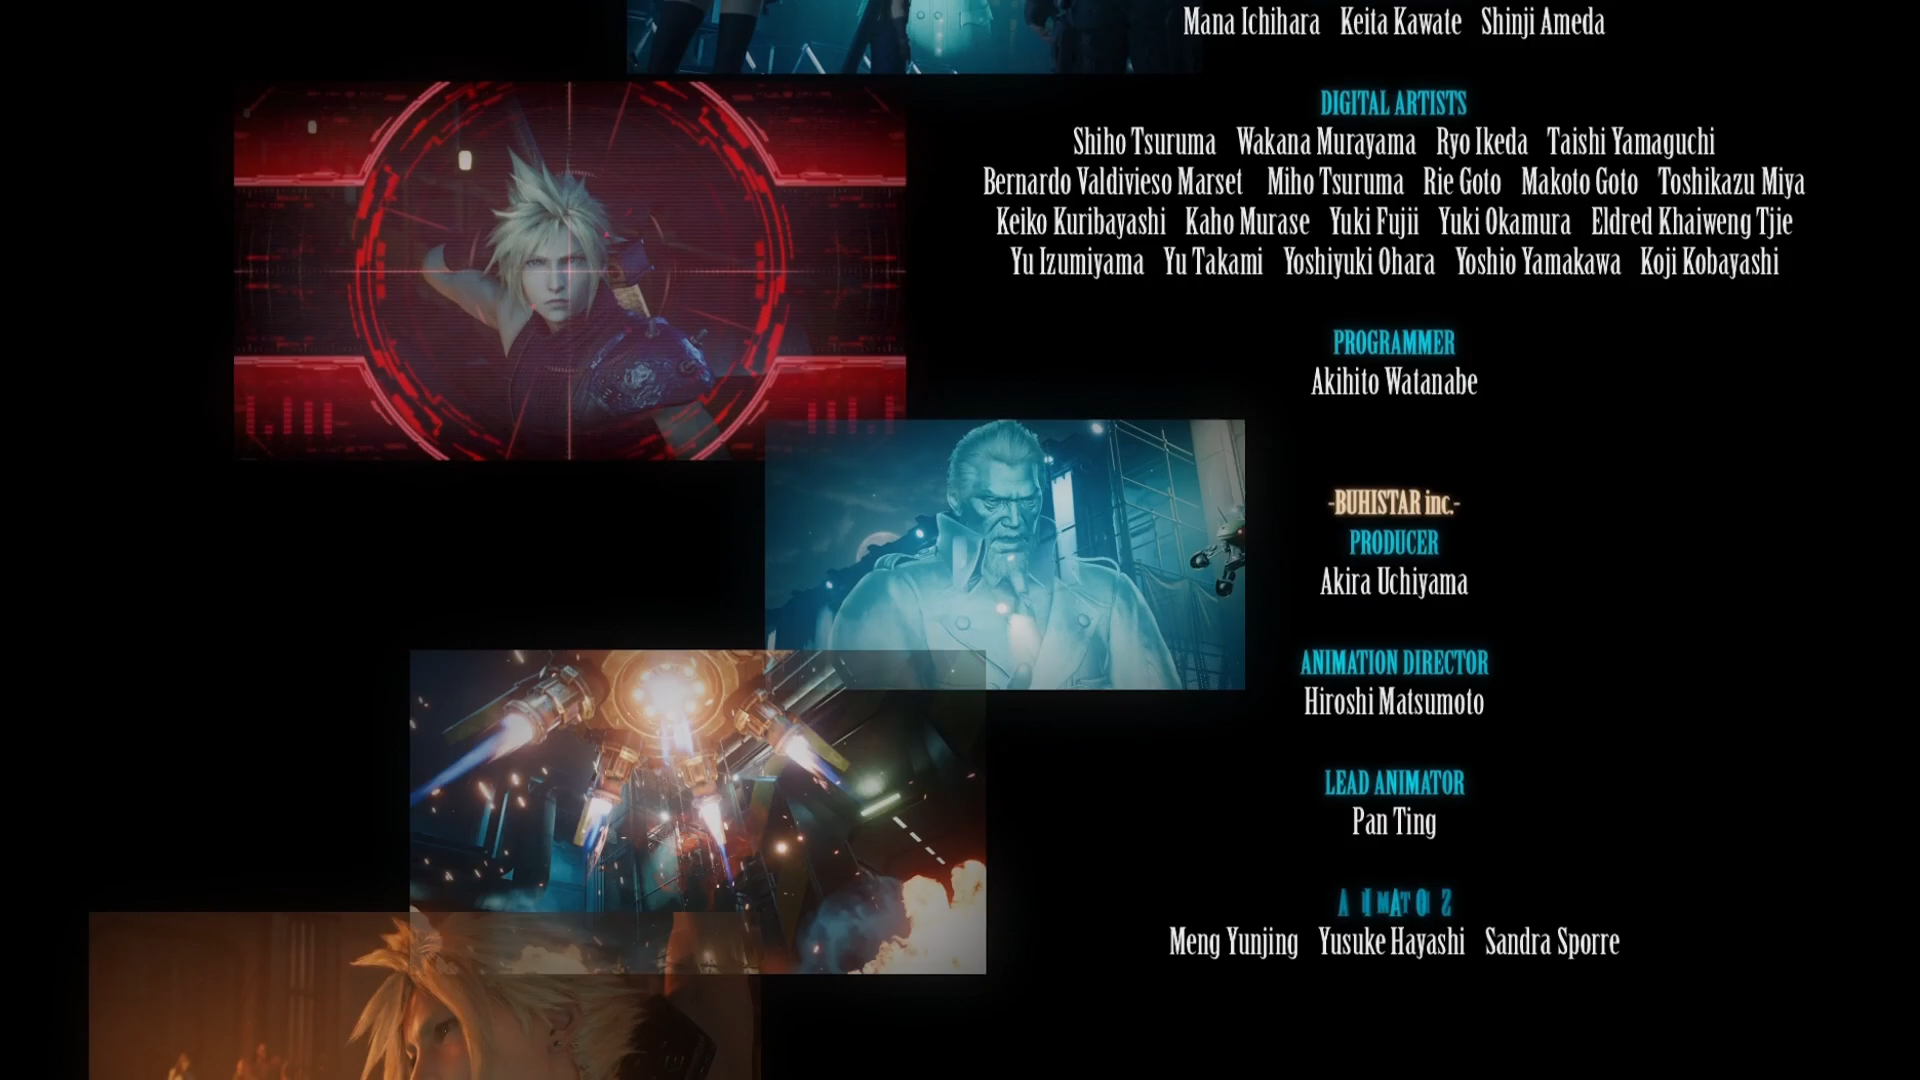 Mana Ichihara Keita Kawate Shinji Ameda
DIGITAL ARTISTS
Shiho Tsuruma Wakana Murayama Ryo Ikeda Taishi Yamaguchi
Bernardo Valdivieso Marset Miho Tsuruma Rie Goto Makoto Goto Toshikazu Miya
Keiko Kuribayashi Kaho Murase Yuki Fujii Yuki Okamura Eldred Khaiweng Tjie
Yu Izumiyama Yu Takami Yoshiyuki Ohara Yoshio Yamakawa Koji Kobayashi
PROGRAMMER
Akihito Watanabe
-BUHISTAR inc.-
PRODUCER
Akira Uchiyama
ANIMATION DIRECTOR
Hiroshi Matsumoto
LEAD ANIMATOR
Pan Ting
Meng Yunjing Yusuke Hayashi Sandra Sporre